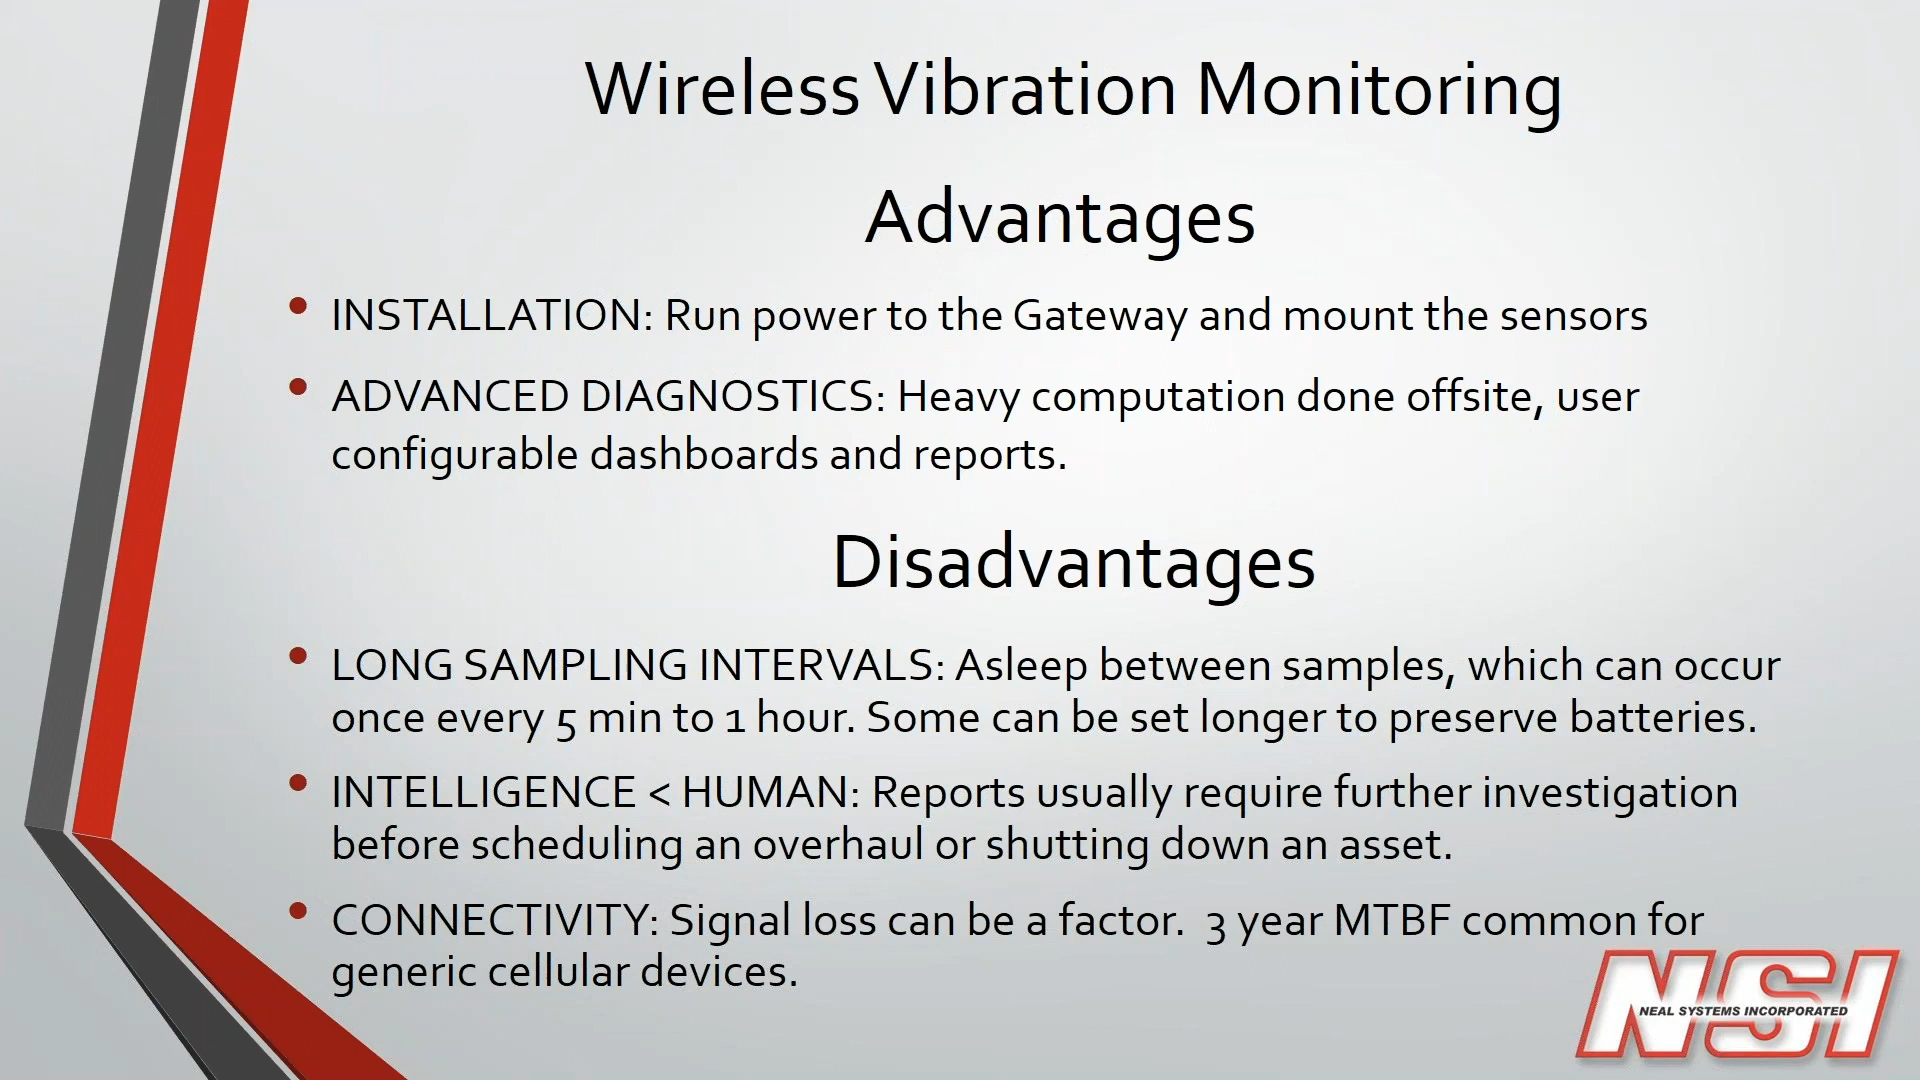 Wireless Vibration Monitoring
Advantages
• INSTALLATION: Run power to the Gateway and mount the sensors
• ADVANCED DIAGNOSTICS: Heavy computation done offsite, user
configurable dashboards and reports.
Disadvantages
• LONG SAMPLING INTERVALS: Asleep between samples, which can occur
once every 5 min to 1 hour. Some can be set longer to preserve batteries.
• INTELLIGENCE < HUMAN: Reports usually require further investigation
before scheduling an overhaul or shutting down an asset.
• CONNECTIVITY: Signal loss can be a factor.  3 year MTBF common for
generic cellular devices.
NSI
NEAL SYSTEMS INCORPORATED